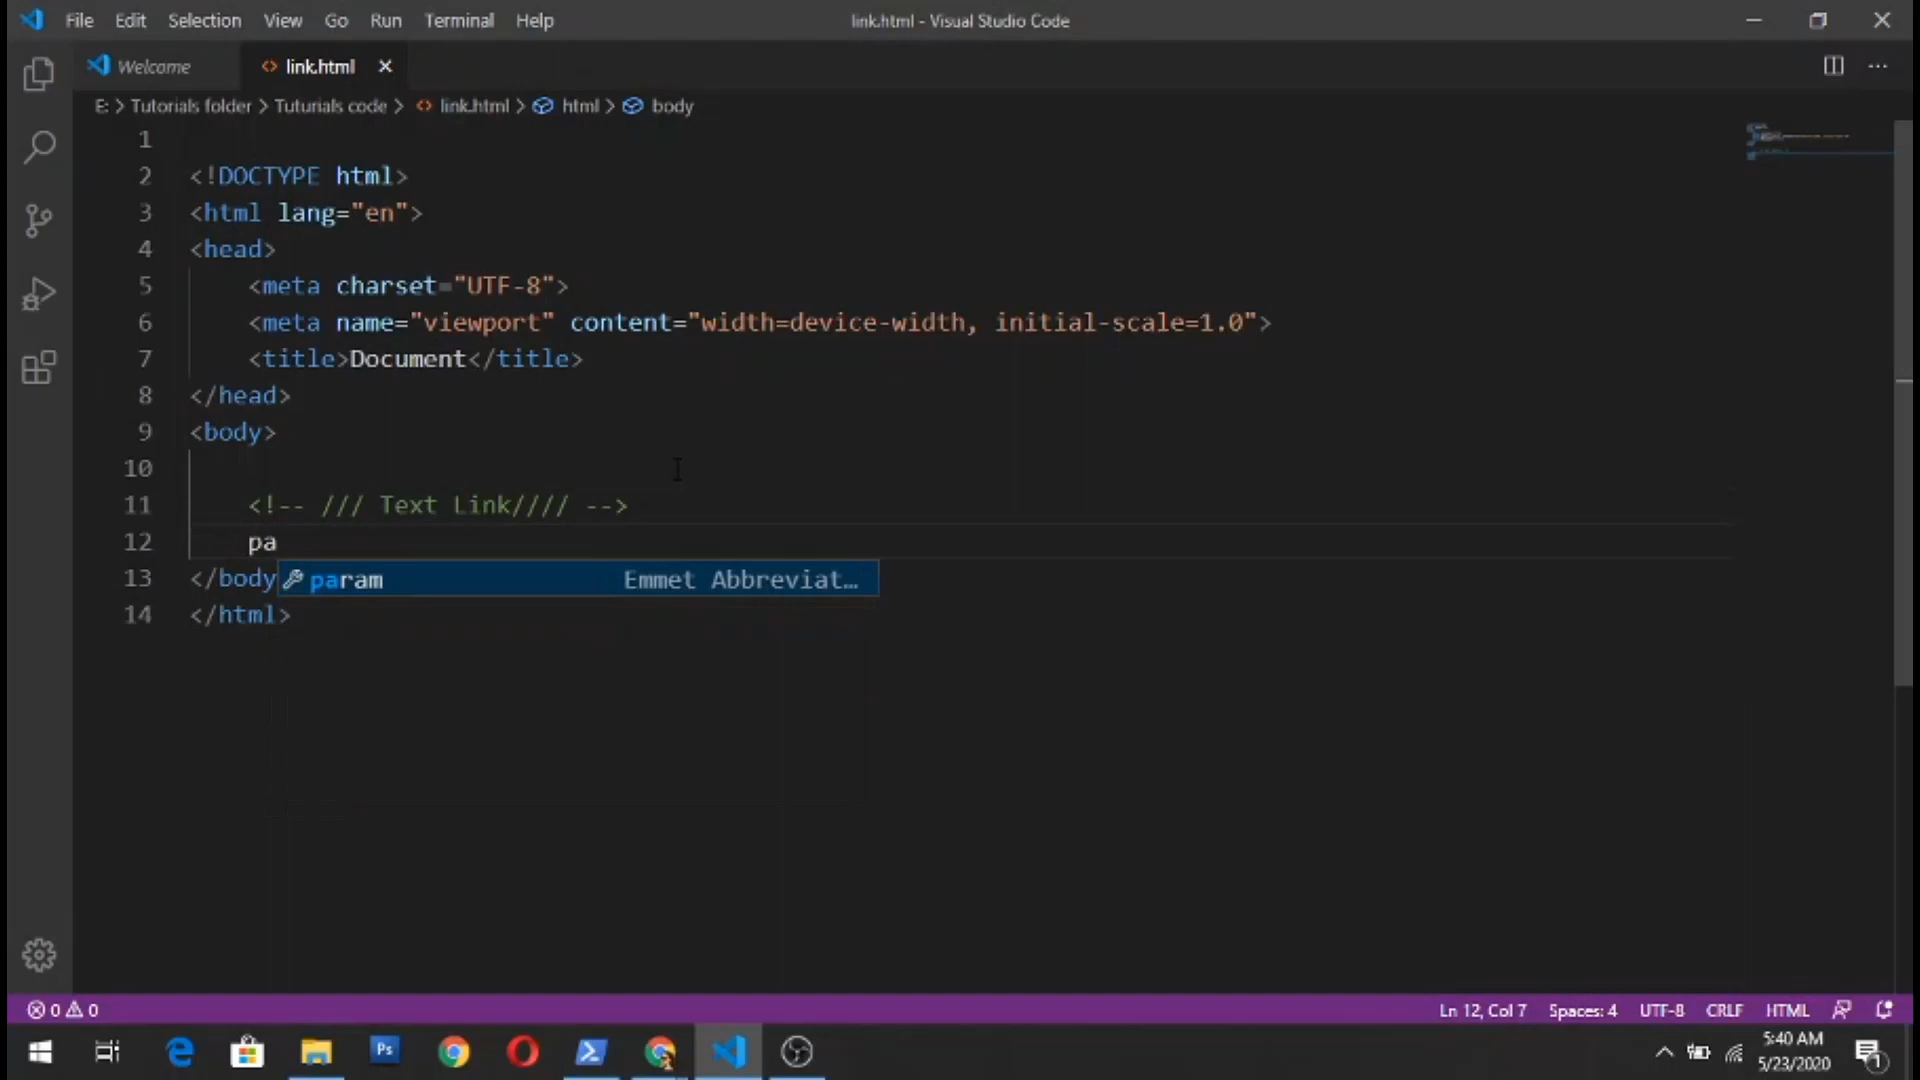 File Edit Selection View Go Run Terminal Help link.html - Visual Studio Code
Welcome link.html
E: > Tutorials folder > Tuturials code > link.html > html > body
1
2 <!DOCTYPE html>
3 <html lang="en">
4 <head>
5 <meta charset="UTF-8">
6 <meta name="viewport" content="width=device-width, initial-scale=1.0">
7 <title>Document</title>
8 </head>
9 <body>
10
11 <!-- /// Text Link//// -->
12 pa
13 </body param Emmet Abbreviat…
14 </html>
0 0 Ln 12, Col 7 Spaces: 4 UTF-8 CRLF HTML
Ps 5:40 AM
5/23/2020 1